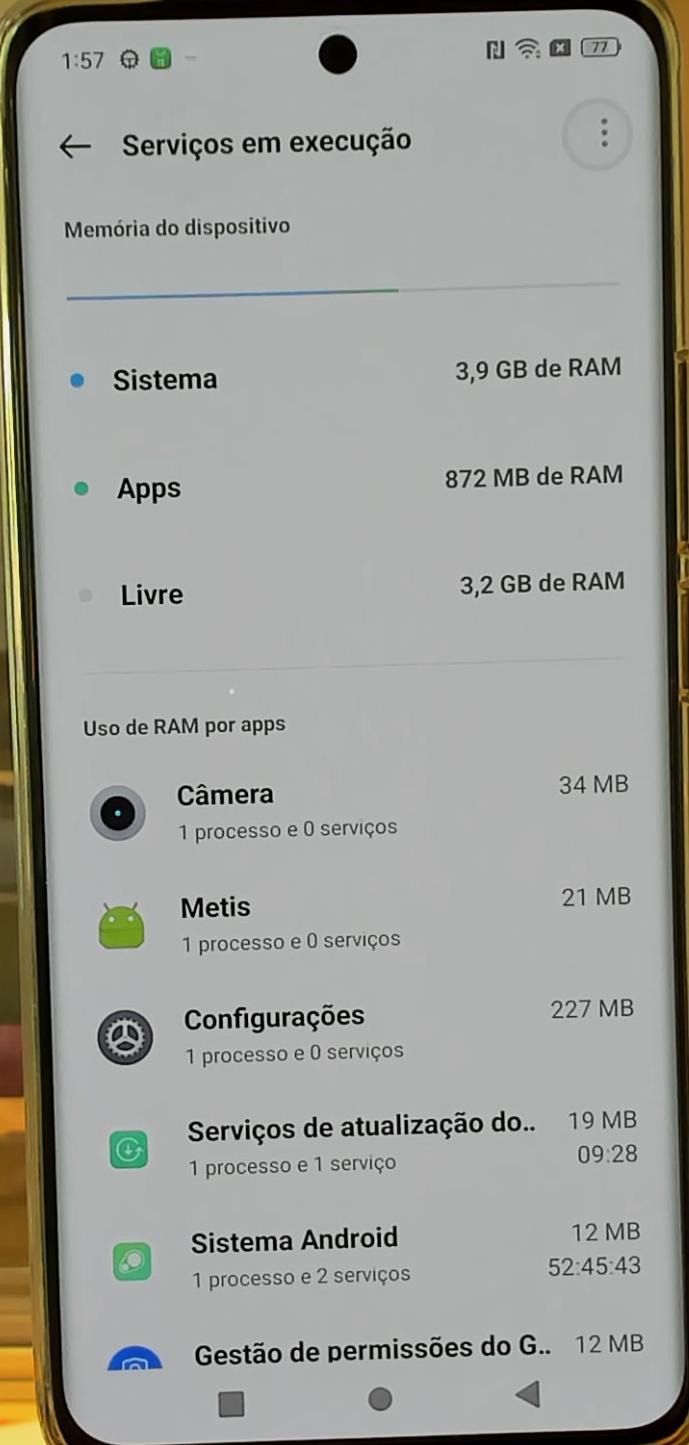 1:57
77
Serviços em execução
Memória do dispositivo
Sistema 3,9 GB de RAM
Apps 872 MB de RAM
Livre 3,2 GB de RAM
Uso de RAM por apps
Câmera 34 MB
1 processo e 0 serviços
Metis 21 MB
1 processo e 0 serviços
Configurações 227 MB
1 processo e 0 serviços
Serviços de atualização do.. 19 MB
1 processo e 1 serviço 09:28
Sistema Android 12 MB
1 processo e 2 serviços 52:45:43
Gestão de permissões do G.. 12 MB